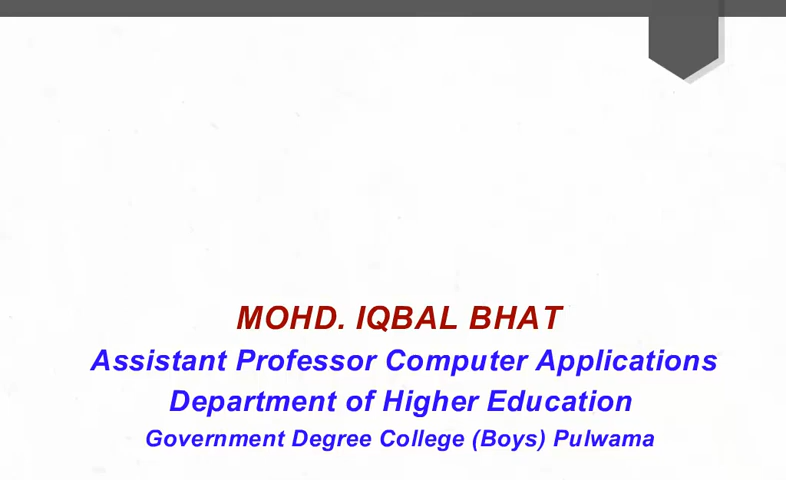 MOHD. IQBAL BHAT
Assistant Professor Computer Applications
Department of Higher Education
Government Degree College (Boys) Pulwama